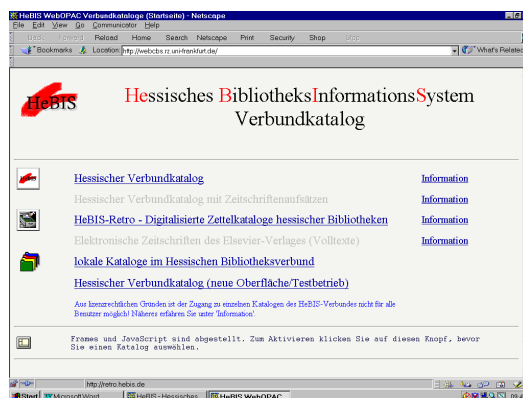 HeBIS WebOPAC Verbundkataloge (Startseite) - Netscape
File Edit View Go Communicator Help
Back Forward Reload Home Search Netscape Print Security Shop Stop
Bookmarks Location: http://webcbs.rz.uni-frankfurt.de/ What's Related
HeBIS
Hessisches BibliotheksInformationsSystem
Verbundkatalog
HeBIS
Hessischer Verbundkatalog Information
Hessischer Verbundkatalog mit Zeitschriftenaufsätzen Information
HeBIS-Retro - Digitalisierte Zettelkataloge hessischer Bibliotheken Information
Elektronische Zeitschriften des Elsevier-Verlages (Volltexte) Information
lokale Kataloge im Hessischen Bibliotheksverbund
Hessischer Verbundkatalog (neue Oberfläche/Testbetrieb)
Aus lizenzrechtlichen Gründen ist der Zugang zu einzelnen Katalogen des HeBIS-Verbundes nicht für alle
Benutzer möglich! Näheres erfahren Sie unter 'Information'.
Frames und JavaScript sind abgestellt. Zum Aktivieren klicken Sie auf diesen Knopf, bevor
Sie einen Katalog auswählen.
http://retro.hebis.de
Start Microsoft Word HeBIS - Hessisches HeBIS WebOPAC